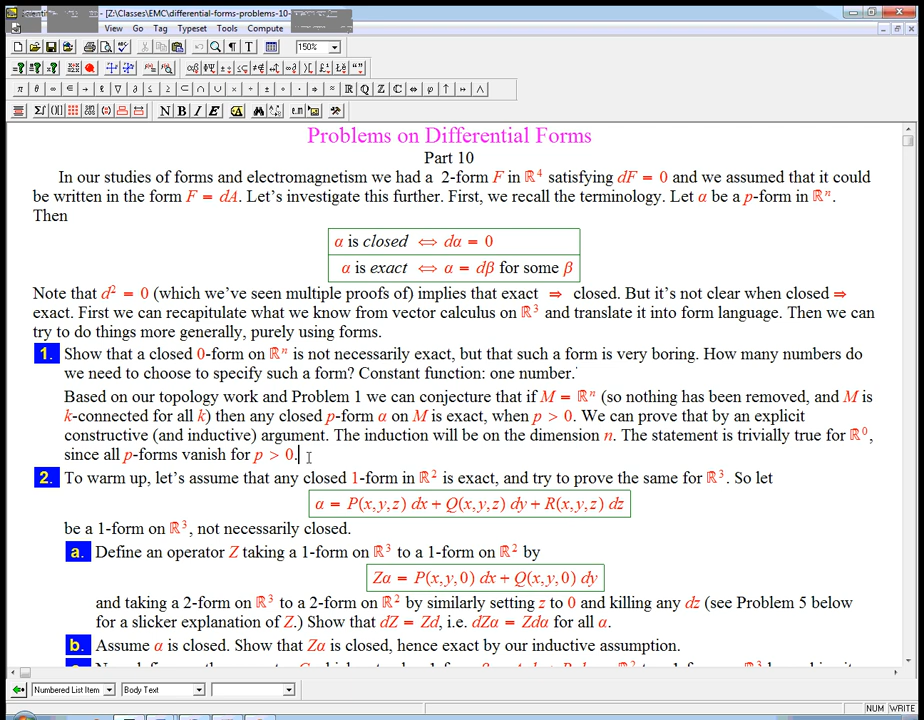 [Z:\Classes\EMC\differential-forms-problems-10-
View Go Tag Typeset Tools Compute
150%
N B I E
Problems on Differential Forms
Part 10
In our studies of forms and electromagnetism we had a 2-form F in ℝ⁴ satisfying dF = 0 and we assumed that it could
be written in the form F = dA. Let's investigate this further. First, we recall the terminology. Let α be a p-form in ℝⁿ.
Then
α is closed ⟺ dα = 0
α is exact ⟺ α = dβ for some β
Note that d² = 0 (which we've seen multiple proofs of) implies that exact ⇒ closed. But it's not clear when closed ⇒
exact. First we can recapitulate what we know from vector calculus on ℝ³ and translate it into form language. Then we can
try to do things more generally, purely using forms.
1. Show that a closed 0-form on ℝⁿ is not necessarily exact, but that such a form is very boring. How many numbers do
we need to choose to specify such a form? Constant function: one number.
Based on our topology work and Problem 1 we can conjecture that if M = ℝⁿ (so nothing has been removed, and M is
k-connected for all k) then any closed p-form α on M is exact, when p > 0. We can prove that by an explicit
constructive (and inductive) argument. The induction will be on the dimension n. The statement is trivially true for ℝ⁰,
since all p-forms vanish for p > 0.
2. To warm up, let's assume that any closed 1-form in ℝ² is exact, and try to prove the same for ℝ³. So let
α = P(x,y,z) dx + Q(x,y,z) dy + R(x,y,z) dz
be a 1-form on ℝ³, not necessarily closed.
a. Define an operator Z taking a 1-form on ℝ³ to a 1-form on ℝ² by
Zα = P(x,y,0) dx + Q(x,y,0) dy
and taking a 2-form on ℝ³ to a 2-form on ℝ² by similarly setting z to 0 and killing any dz (see Problem 5 below
for a slicker explanation of Z.) Show that dZ = Zd, i.e. dZα = Zdα for all α.
b. Assume α is closed. Show that Zα is closed, hence exact by our inductive assumption.
Numbered List Item
Body Text
NUM WRITE